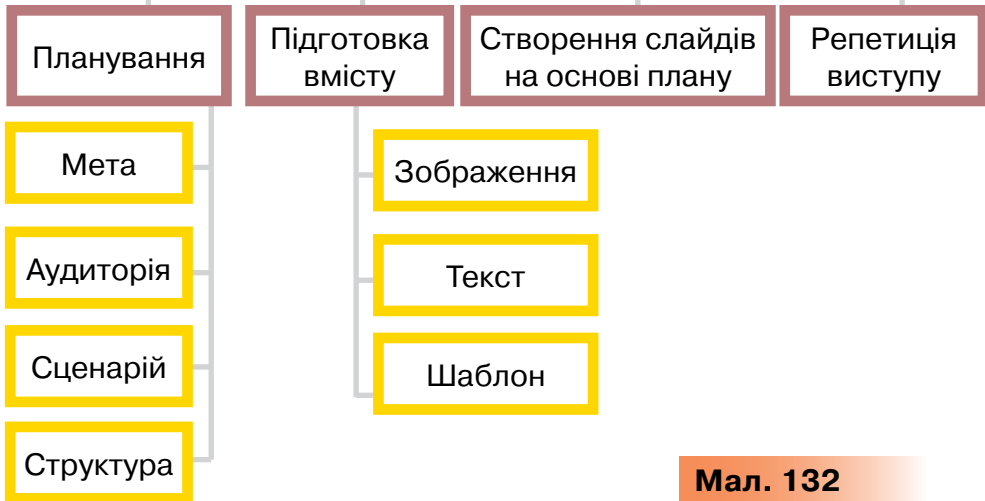 Планування
Підготовка
вмісту
Створення слайдів
на основі плану
Репетиція
виступу
Мета
Аудиторія
Сценарій
Структура
Зображення
Текст
Шаблон
Мал. 132